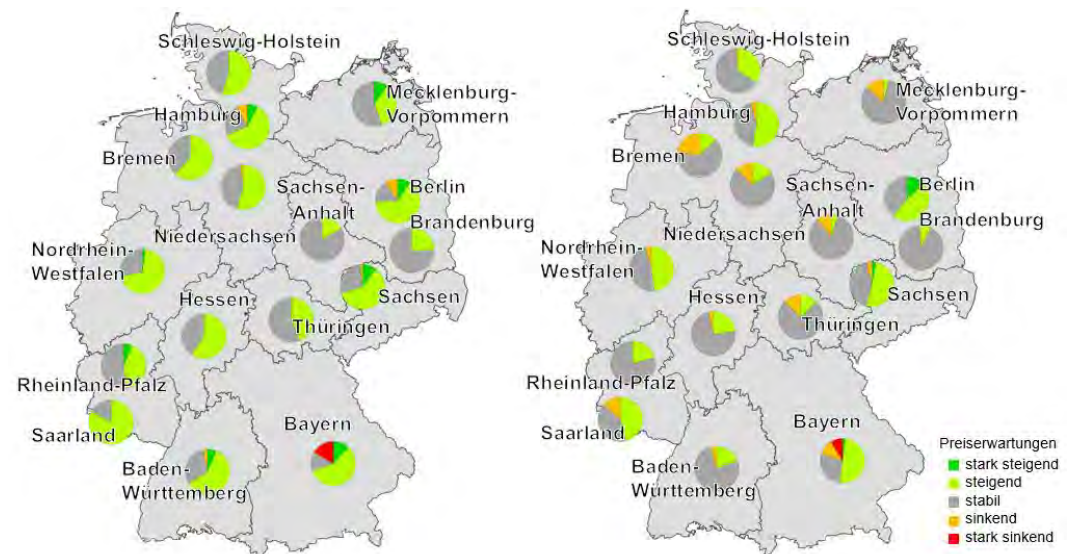 Schleswig-Holstein
Mecklenburg-
Vorpommern
Hamburg
Bremen
Sachsen-
Anhalt
Berlin
Brandenburg
Niedersachsen
Nordrhein-
Westfalen
Sachsen
Hessen
Thüringen
Rheinland-Pfalz
Saarland
Bayern
Baden-
Württemberg
Schleswig-Holstein
Mecklenburg-
Vorpommern
Hamburg
Bremen
Sachsen-
Anhalt
Berlin
Brandenburg
Niedersachsen
Nordrhein-
Westfalen
Sachsen
Hessen
Thüringen
Rheinland-Pfalz
Saarland
Bayern
Baden-
Württemberg
Preiserwartungen
stark steigend
steigend
stabil
sinkend
stark sinkend